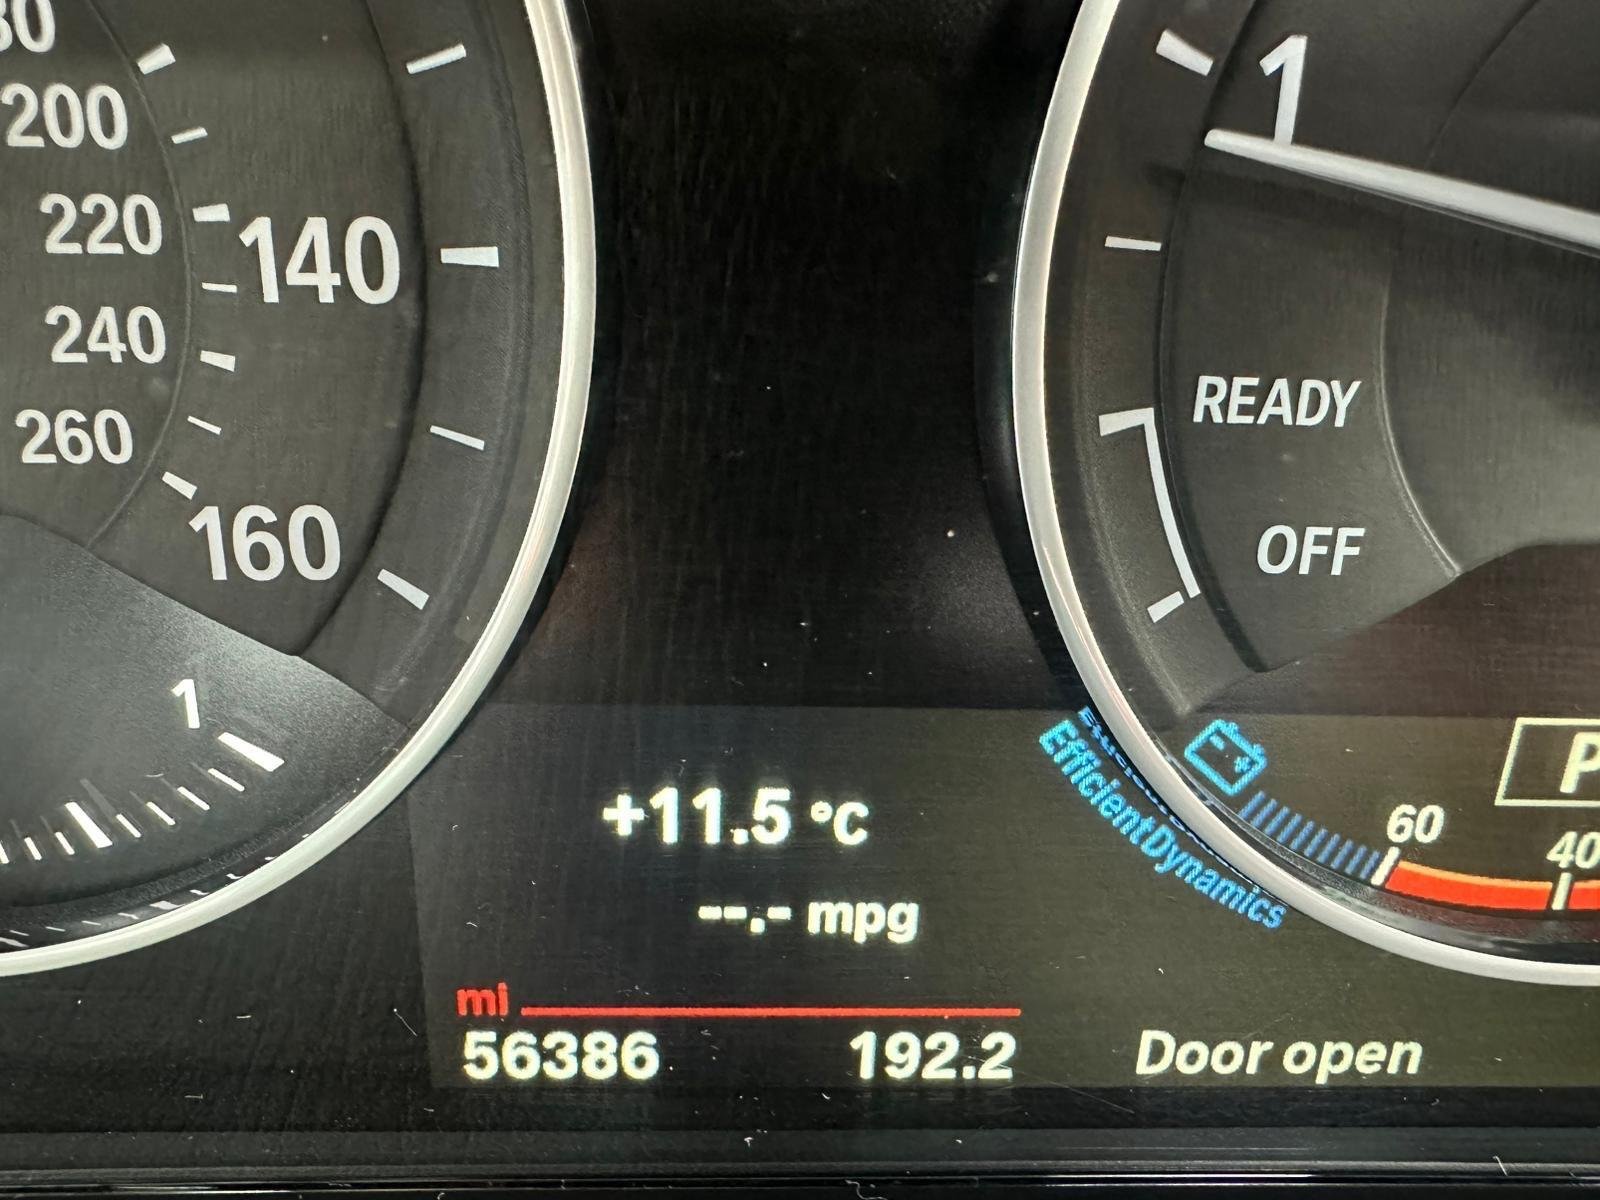 80
200
220
240
260
140
160
1
1
READY
OFF
+11.5 °C
--.- mpg
mi
56386 192.2
EfficientDynamics
60
40
P
Door open